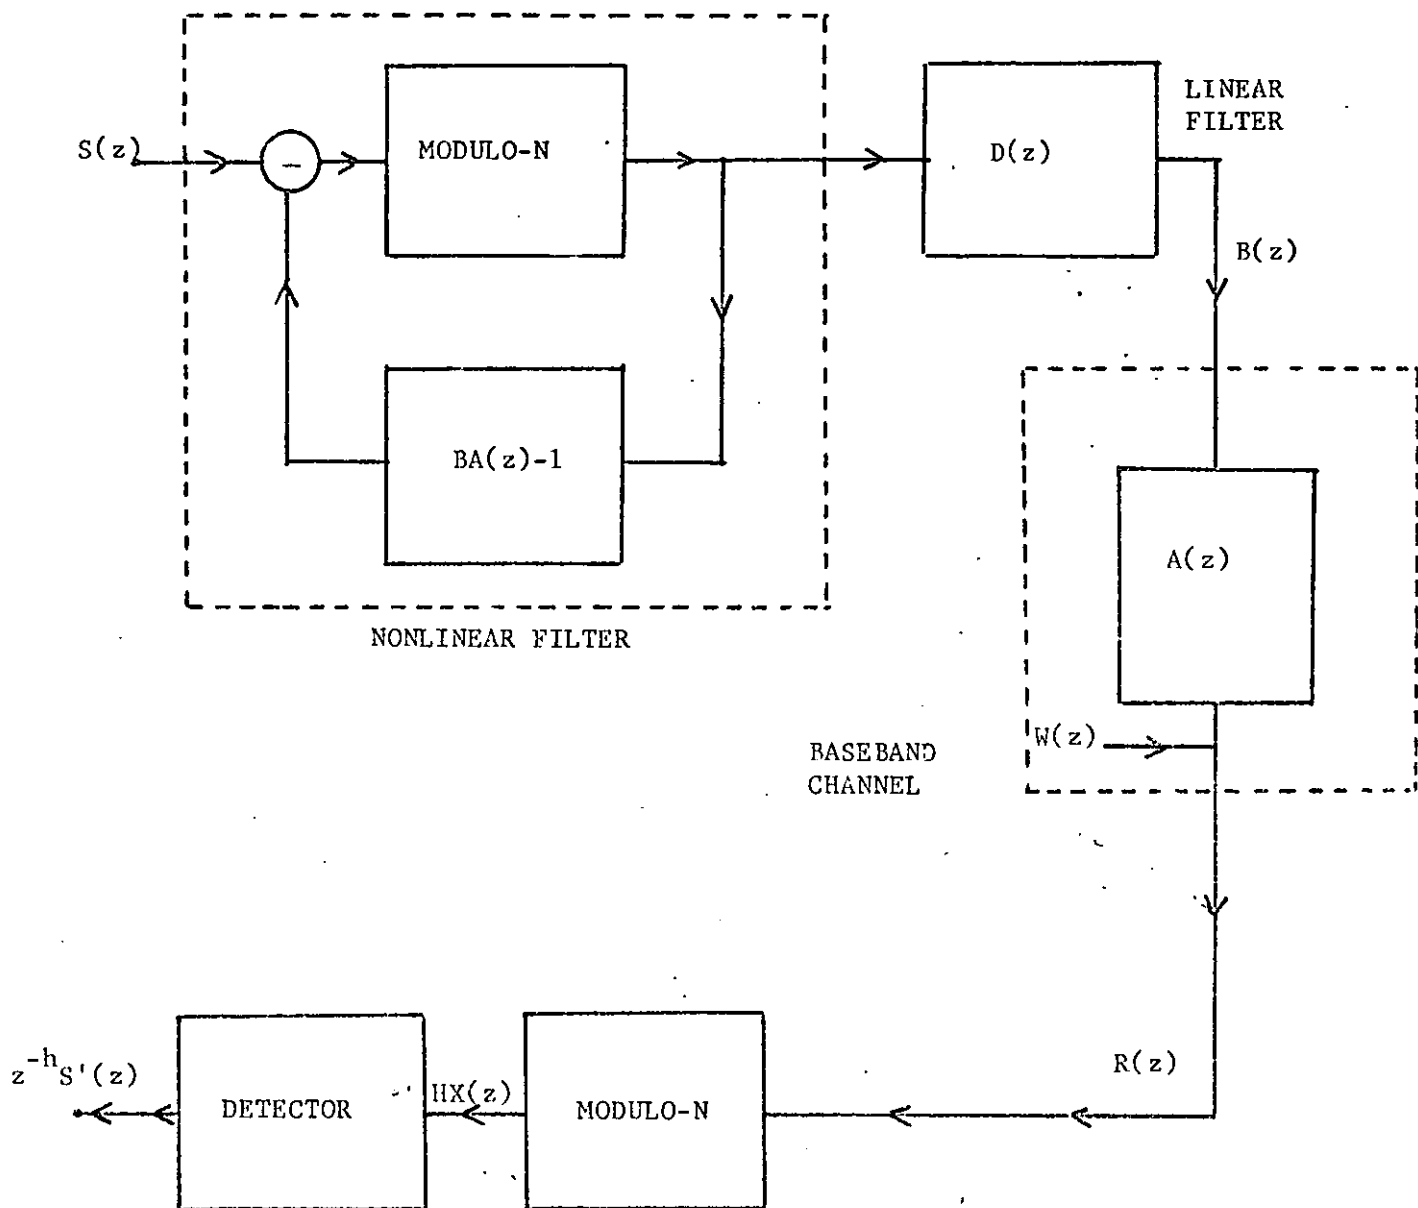 S(z)
MODULO-N
D(z)
LINEAR
FILTER
B(z)
BA(z)-1
NONLINEAR FILTER
A(z)
W(z)
BASEBAND
CHANNEL
R(z)
z^-h S'(z)
DETECTOR
HX(z)
MODULO-N